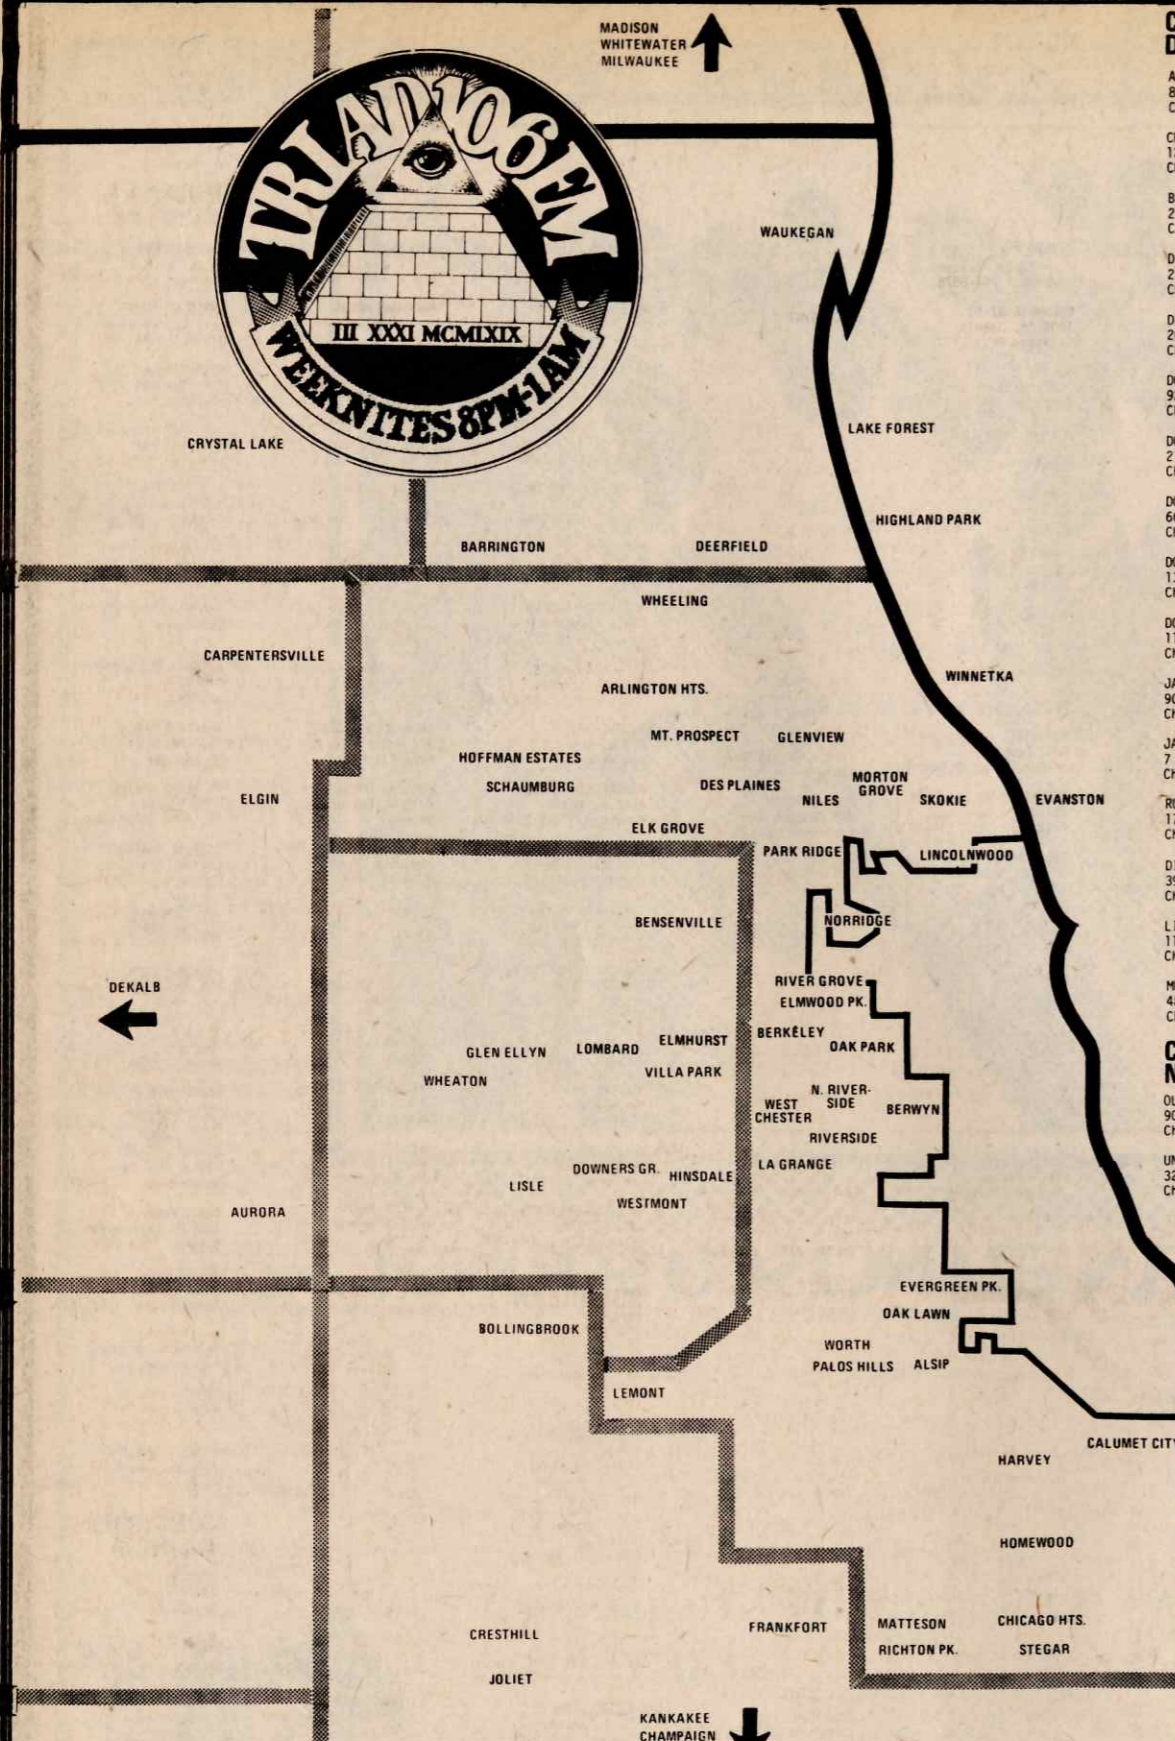 MADISON
WHITEWATER
MILWAUKEE
TRIAD 106 FM
III XXXI MCMLXIX
WEEKNITES 8PM-1AM
WAUKEGAN
LAKE FOREST
CRYSTAL LAKE
HIGHLAND PARK
BARRINGTON
DEERFIELD
WHEELING
CARPENTERSVILLE
WINNETKA
ARLINGTON HTS.
MT. PROSPECT
GLENVIEW
HOFFMAN ESTATES
SCHAUMBURG
DES PLAINES
MORTON
GROVE
NILES
SKOKIE
EVANSTON
ELGIN
ELK GROVE
PARK RIDGE
LINCOLNWOOD
BENSENVILLE
NORRIDGE
DEKALB
RIVER GROVE
ELMWOOD PK.
BERKELEY
OAK PARK
ELMHURST
LOMBARD
GLEN ELLYN
VILLA PARK
WHEATON
N. RIVER-
SIDE
WEST
CHESTER
BERWYN
RIVERSIDE
LA GRANGE
DOWNERS GR.
HINSDALE
LISLE
WESTMONT
AURORA
EVERGREEN PK.
OAK LAWN
BOLLINGBROOK
WORTH
PALOS HILLS
ALSIP
LEMONT
CALUMET CITY
HARVEY
HOMEWOOD
CRESTHILL
FRANKFORT
MATTESON
CHICAGO HTS.
RICHTON PK.
STEGAR
JOLIET
KANKAKEE
CHAMPAIGN